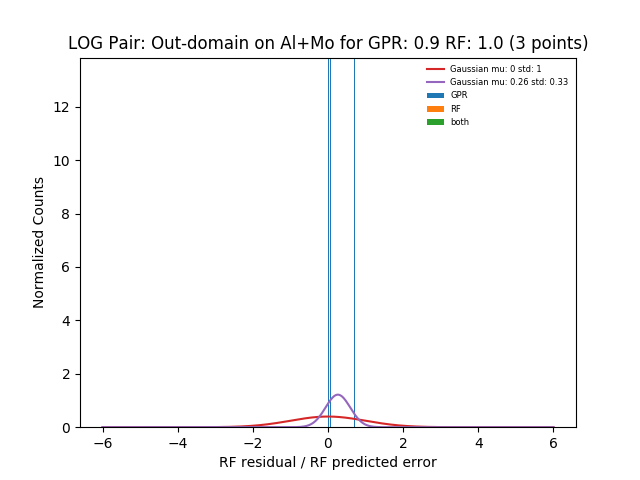 LOG Pair: Out-domain on Al+Mo for GPR: 0.9 RF: 1.0 (3 points)
Gaussian mu: 0 std: 1
Gaussian mu: 0.26 std: 0.33
GPR
RF
both
Normalized Counts
12
10
8
6
4
2
0
−6
−4
−2
0
2
4
6
RF residual / RF predicted error